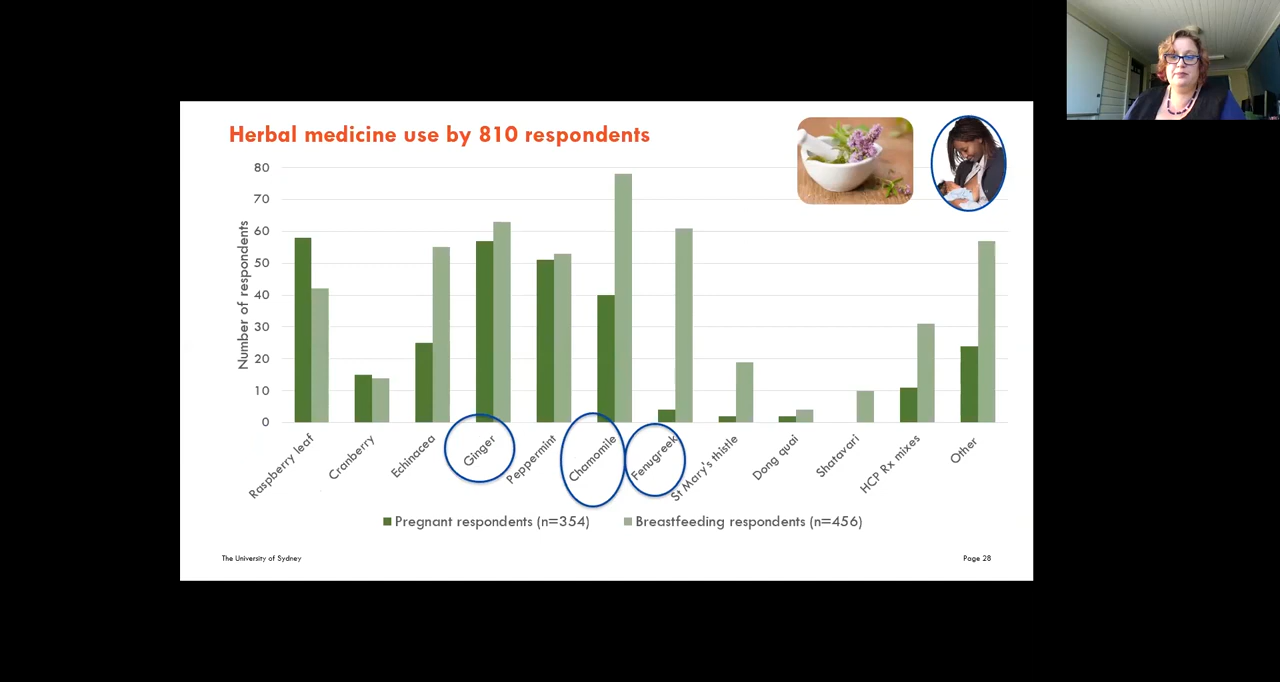 Herbal medicine use by 810 respondents
80
70
60
50
40
30
20
10
0
Number of respondents
Raspberry leaf
Cranberry
Echinacea
Ginger
Peppermint
Chamomile
Fenugreek
St Mary's thistle
Dong quai
Shatavari
HCP Rx mixes
Other
Pregnant respondents (n=354)
Breastfeeding respondents (n=456)
The University of Sydney
Page 28